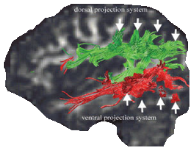 dorsal projection system
ventral projection system